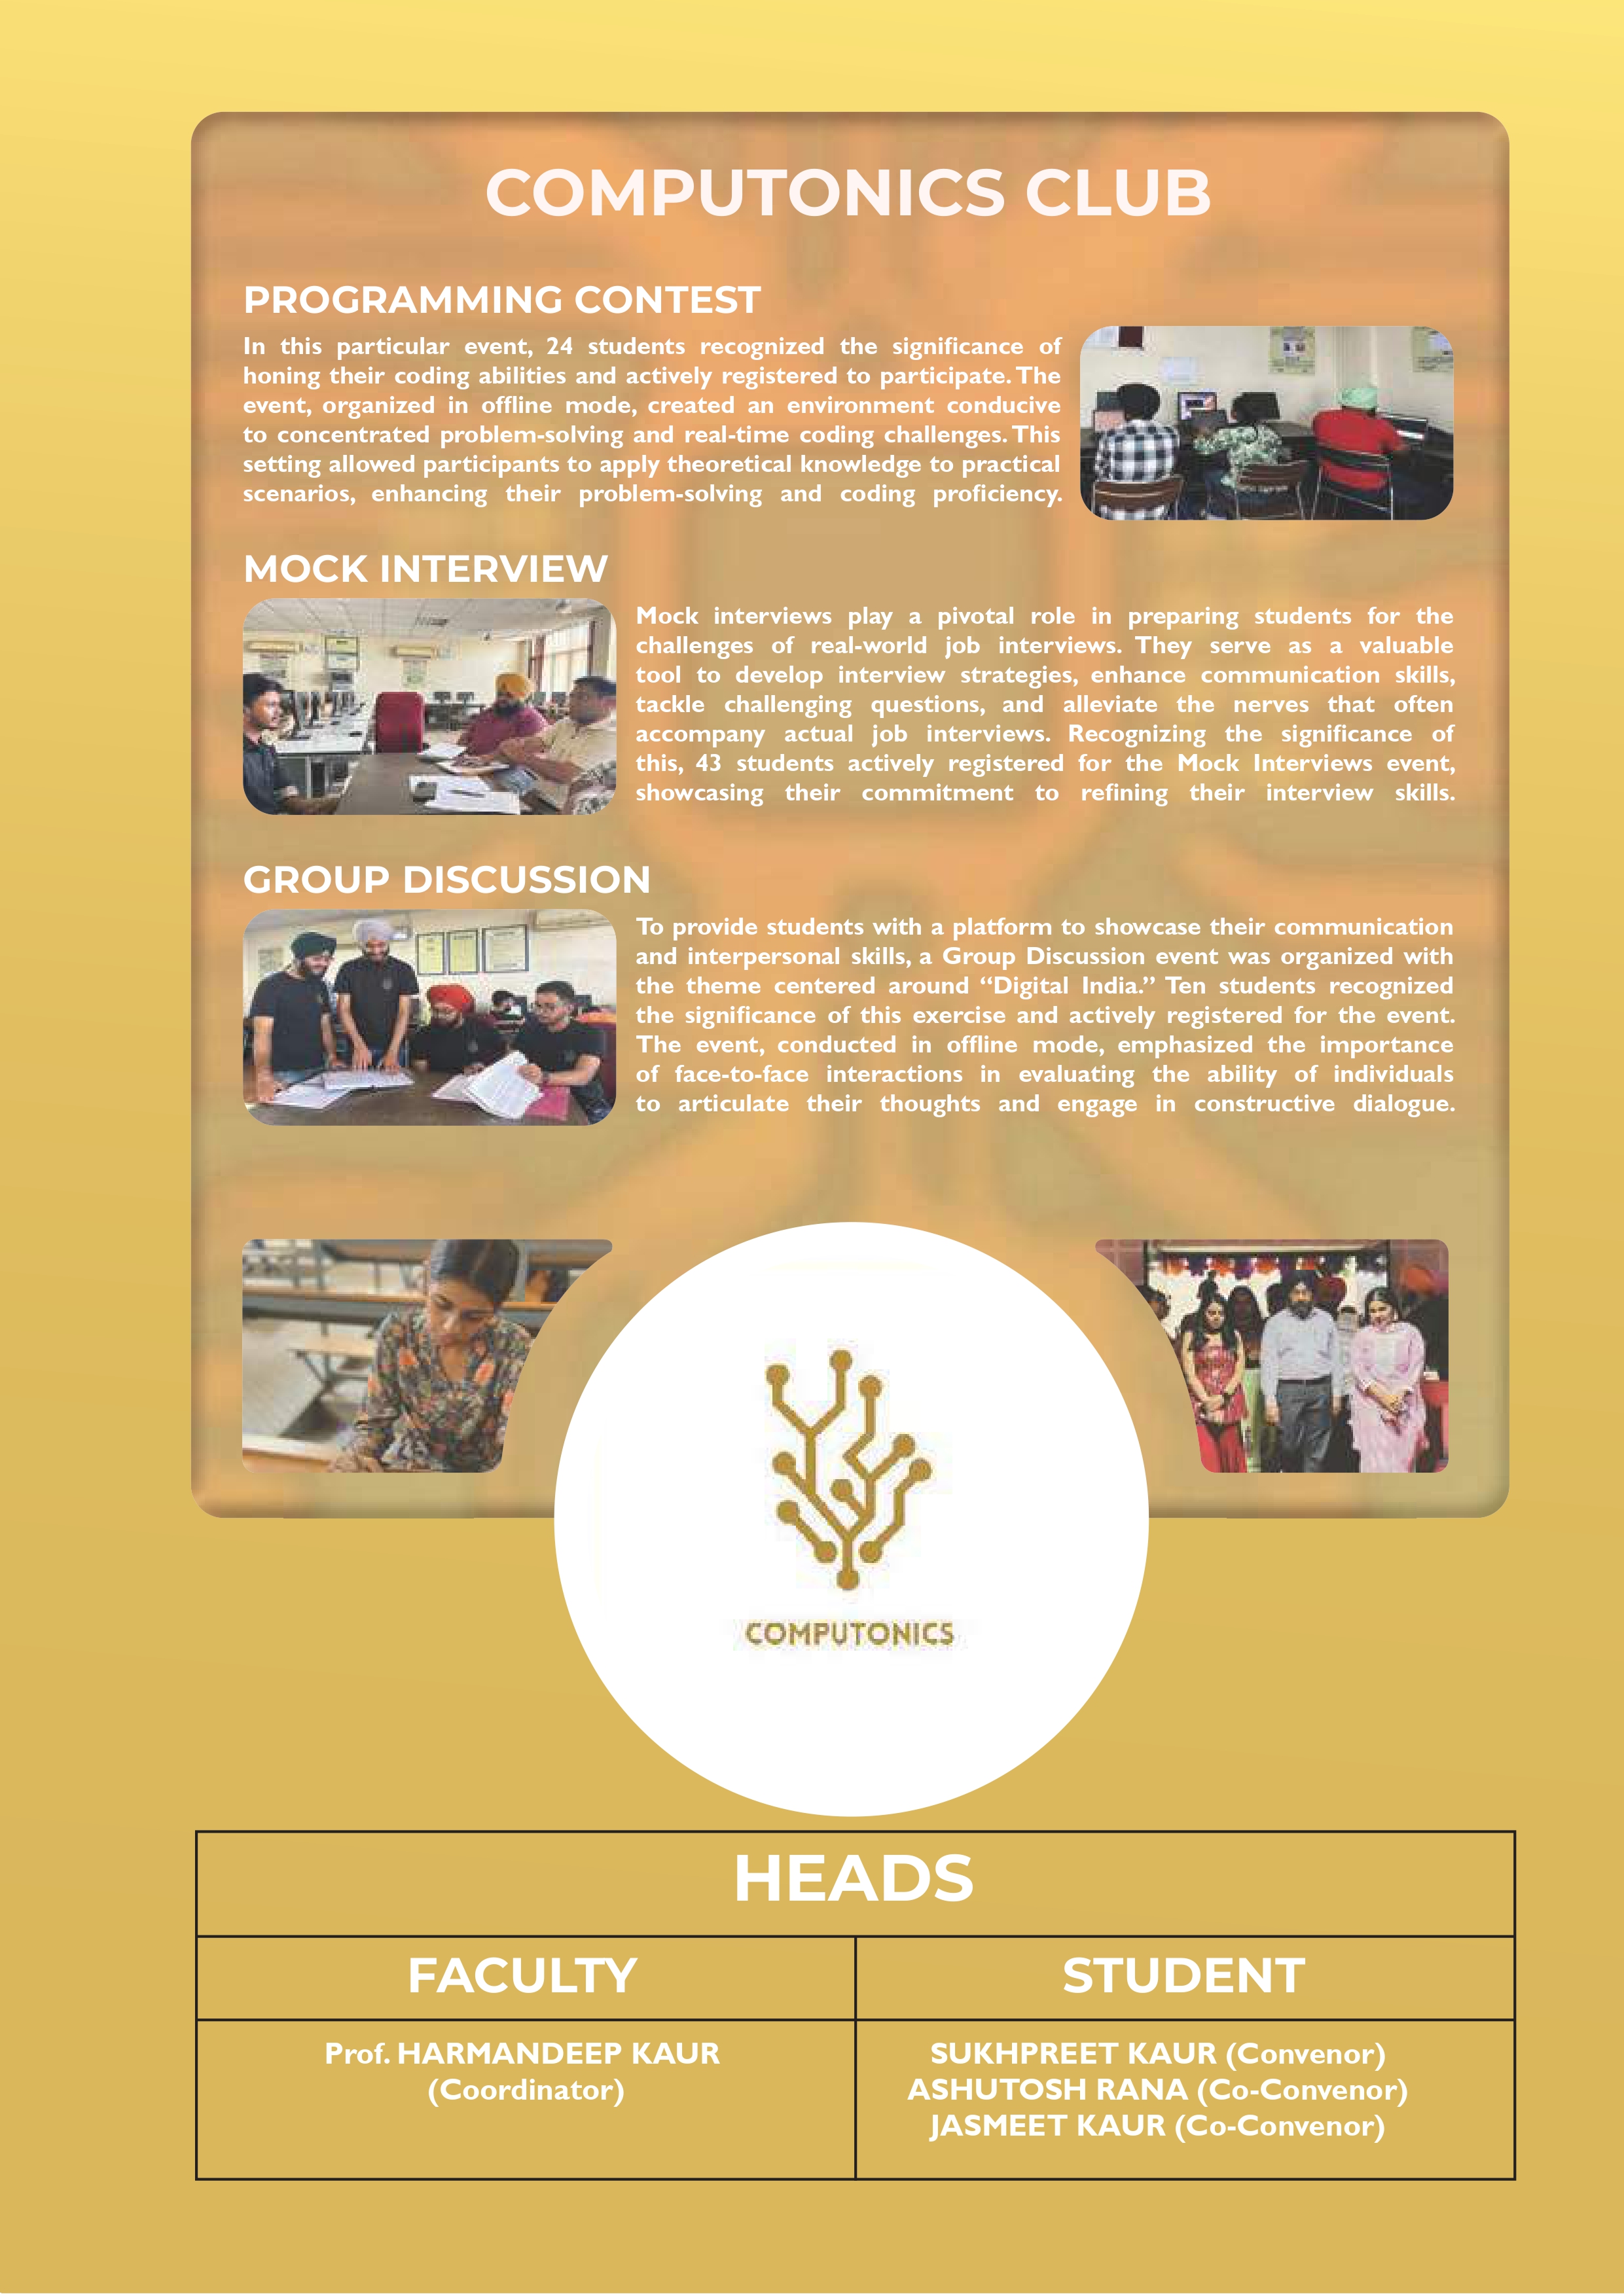 COMPUTONICS CLUB
PROGRAMMING CONTEST
In this particular event, 24 students recognized the significance of
honing their coding abilities and actively registered to participate. The
event, organized in offline mode, created an environment conducive
to concentrated problem-solving and real-time coding challenges. This
setting allowed participants to apply theoretical knowledge to practical
scenarios, enhancing their problem-solving and coding proficiency.
MOCK INTERVIEW
Mock interviews play a pivotal role in preparing students for the
challenges of real-world job interviews. They serve as a valuable
tool to develop interview strategies, enhance communication skills,
tackle challenging questions, and alleviate the nerves that often
accompany actual job interviews. Recognizing the significance of
this, 43 students actively registered for the Mock Interviews event,
showcasing their commitment to refining their interview skills.
GROUP DISCUSSION
To provide students with a platform to showcase their communication
and interpersonal skills, a Group Discussion event was organized with
the theme centered around “Digital India.” Ten students recognized
the significance of this exercise and actively registered for the event.
The event, conducted in offline mode, emphasized the importance
of face-to-face interactions in evaluating the ability of individuals
to articulate their thoughts and engage in constructive dialogue.
COMPUTONICS
HEADS
FACULTY
STUDENT
Prof. HARMANDEEP KAUR
(Coordinator)
SUKHPREET KAUR (Convenor)
ASHUTOSH RANA (Co-Convenor)
JASMEET KAUR (Co-Convenor)